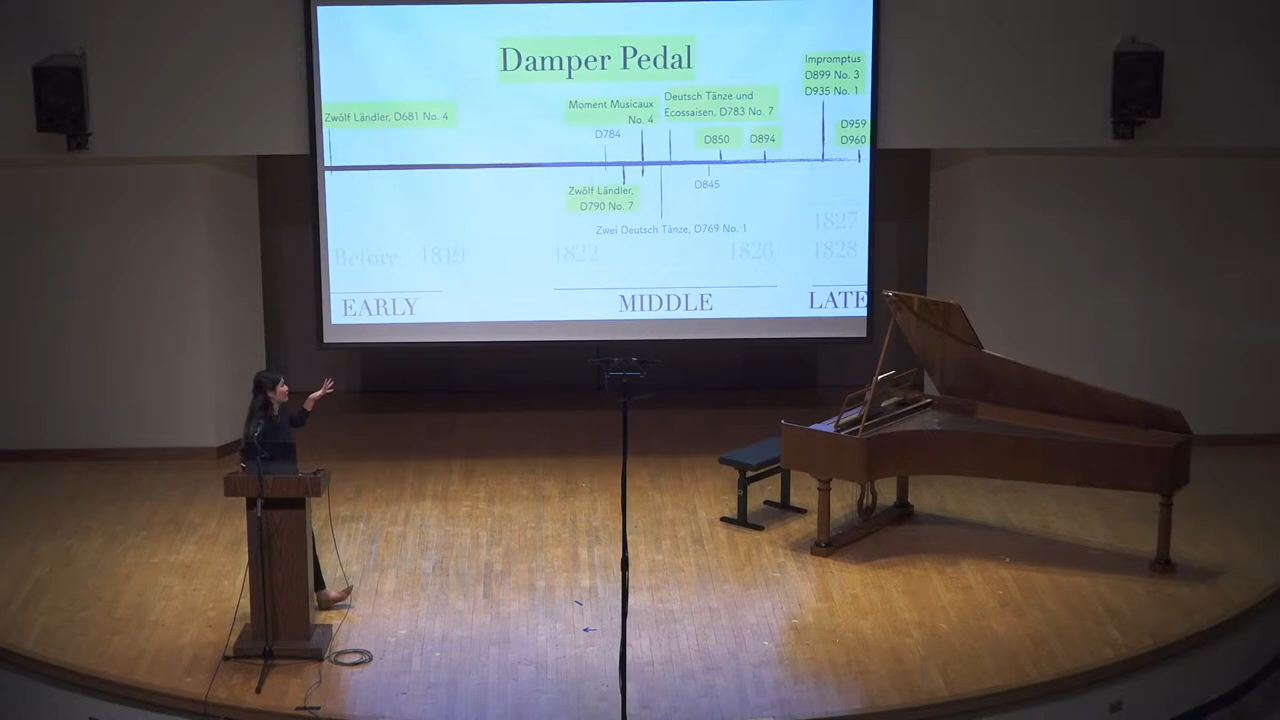 Damper Pedal
Zwölf Ländler, D681 No. 4
Moment Musicaux
No. 4
D784
Deutsch Tänze und
Ecossaisen, D783 No. 7
D850
D894
Impromptus
D899 No. 3
D935 No. 1
D959
D960
Zwölf Ländler,
D790 No. 7
D845
Zwei Deutsch Tänze, D769 No. 1
Before 1819
1822
1826
1827
1828
EARLY
MIDDLE
LATE